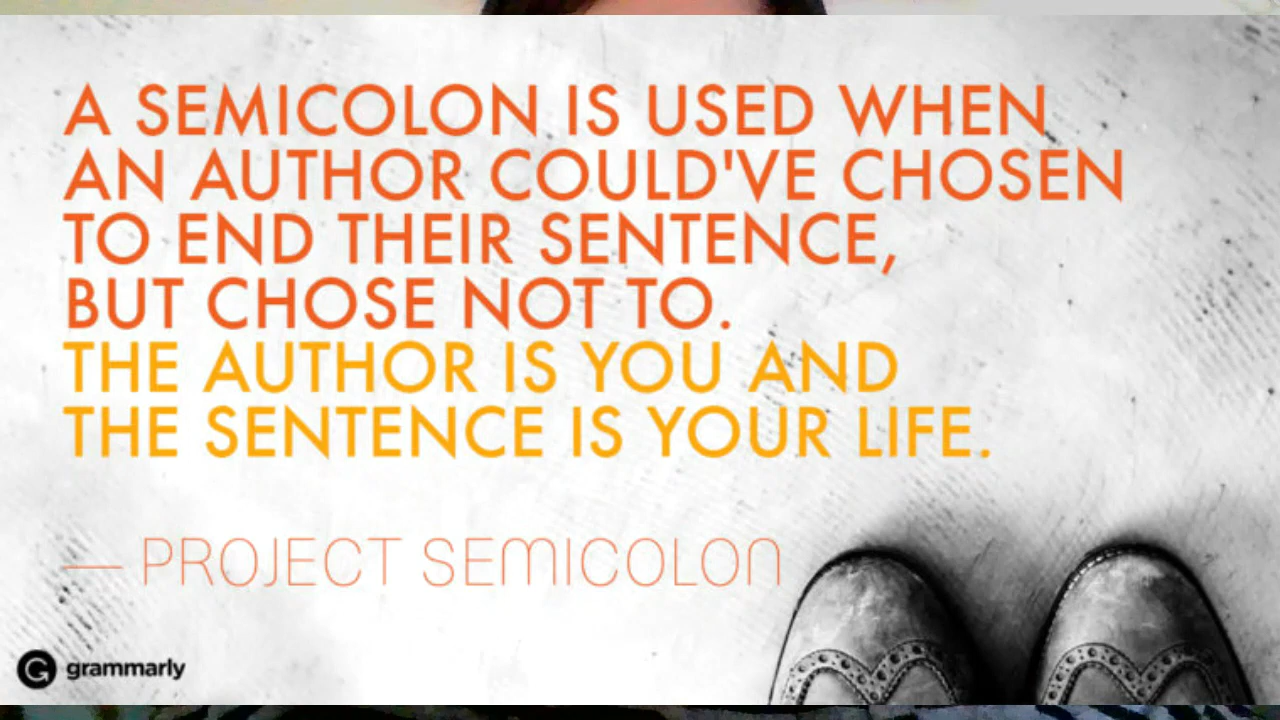 A SEMICOLON IS USED WHEN
AN AUTHOR COULD'VE CHOSEN
TO END THEIR SENTENCE,
BUT CHOSE NOT TO.
THE AUTHOR IS YOU AND
THE SENTENCE IS YOUR LIFE.
— PROJECT SEMICOLON
grammarly